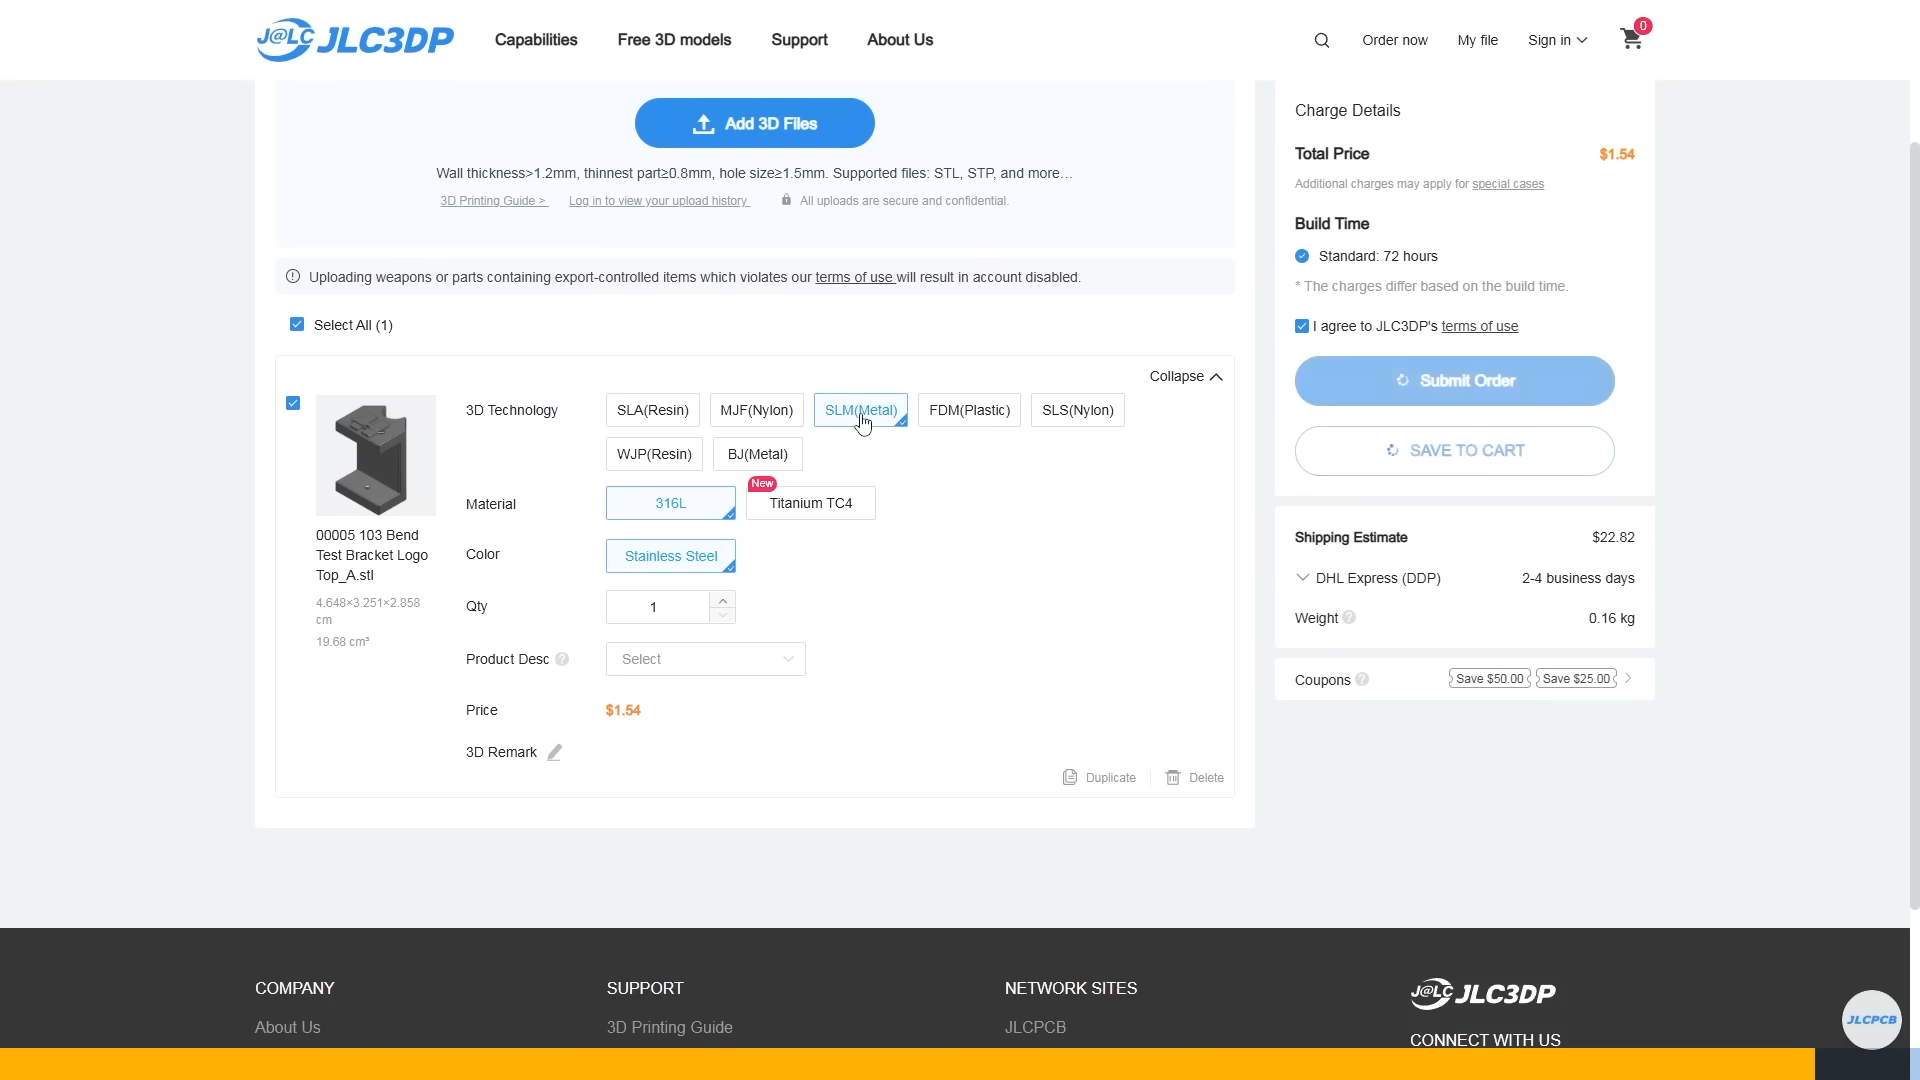 J@LC JLC3DP
Capabilities
Free 3D models
Support
About Us
Order now
My file
Sign in
0
Add 3D Files
Wall thickness>1.2mm, thinnest part≥0.8mm, hole size≥1.5mm. Supported files: STL, STP, and more…
3D Printing Guide >
Log in to view your upload history
All uploads are secure and confidential.
Uploading weapons or parts containing export-controlled items which violates our terms of use will result in account disabled.
Select All (1)
Collapse
00005 103 Bend
Test Bracket Logo
Top_A.stl
4.648×3.251×2.858
cm
19.68 cm³
3D Technology
SLA(Resin)
MJF(Nylon)
SLM(Metal)
FDM(Plastic)
SLS(Nylon)
WJP(Resin)
BJ(Metal)
Material
316L
New
Titanium TC4
Color
Stainless Steel
Qty
1
Product Desc ?
Select
Price
$1.54
3D Remark
Duplicate
Delete
Charge Details
Total Price $1.54
Additional charges may apply for special cases
Build Time
Standard: 72 hours
* The charges differ based on the build time.
I agree to JLC3DP's terms of use
Submit Order
SAVE TO CART
Shipping Estimate $22.82
DHL Express (DDP) 2-4 business days
Weight ? 0.16 kg
Coupons ? Save $50.00 Save $25.00
COMPANY
About Us
SUPPORT
3D Printing Guide
NETWORK SITES
JLCPCB
J@LC JLC3DP
CONNECT WITH US
JLCPCB